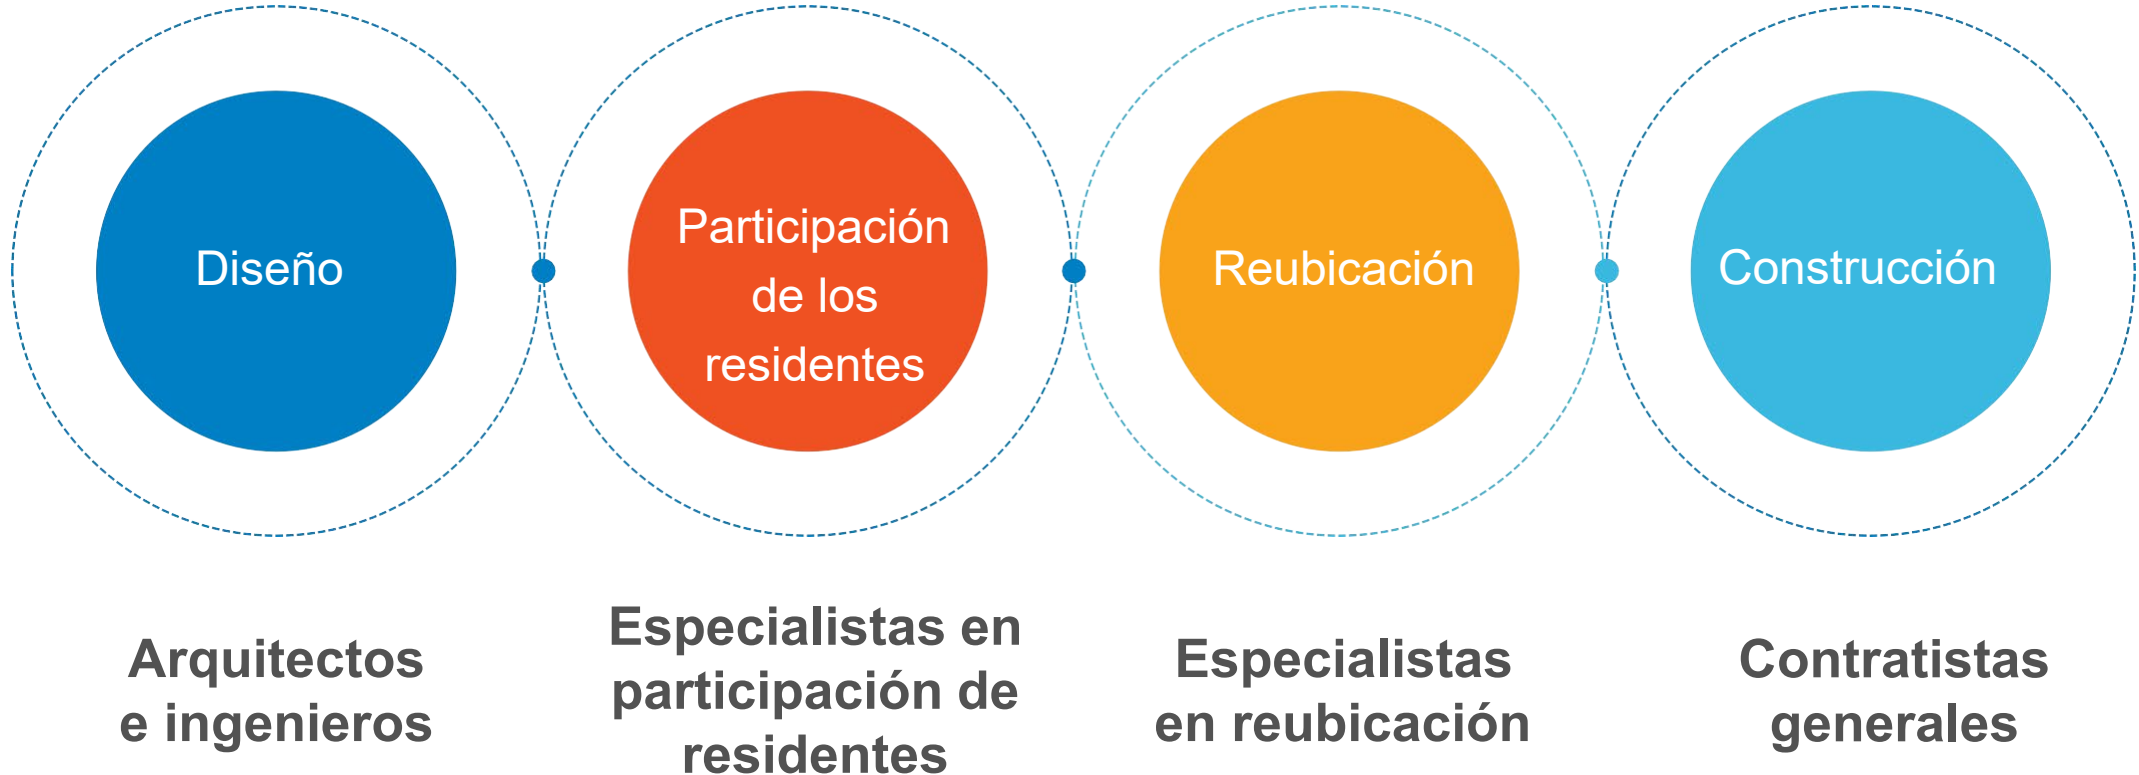 Diseño
Participación
de los
residentes
Reubicación
Construcción
Arquitectos
e ingenieros
Especialistas en
participación de
residentes
Especialistas
en reubicación
Contratistas
generales